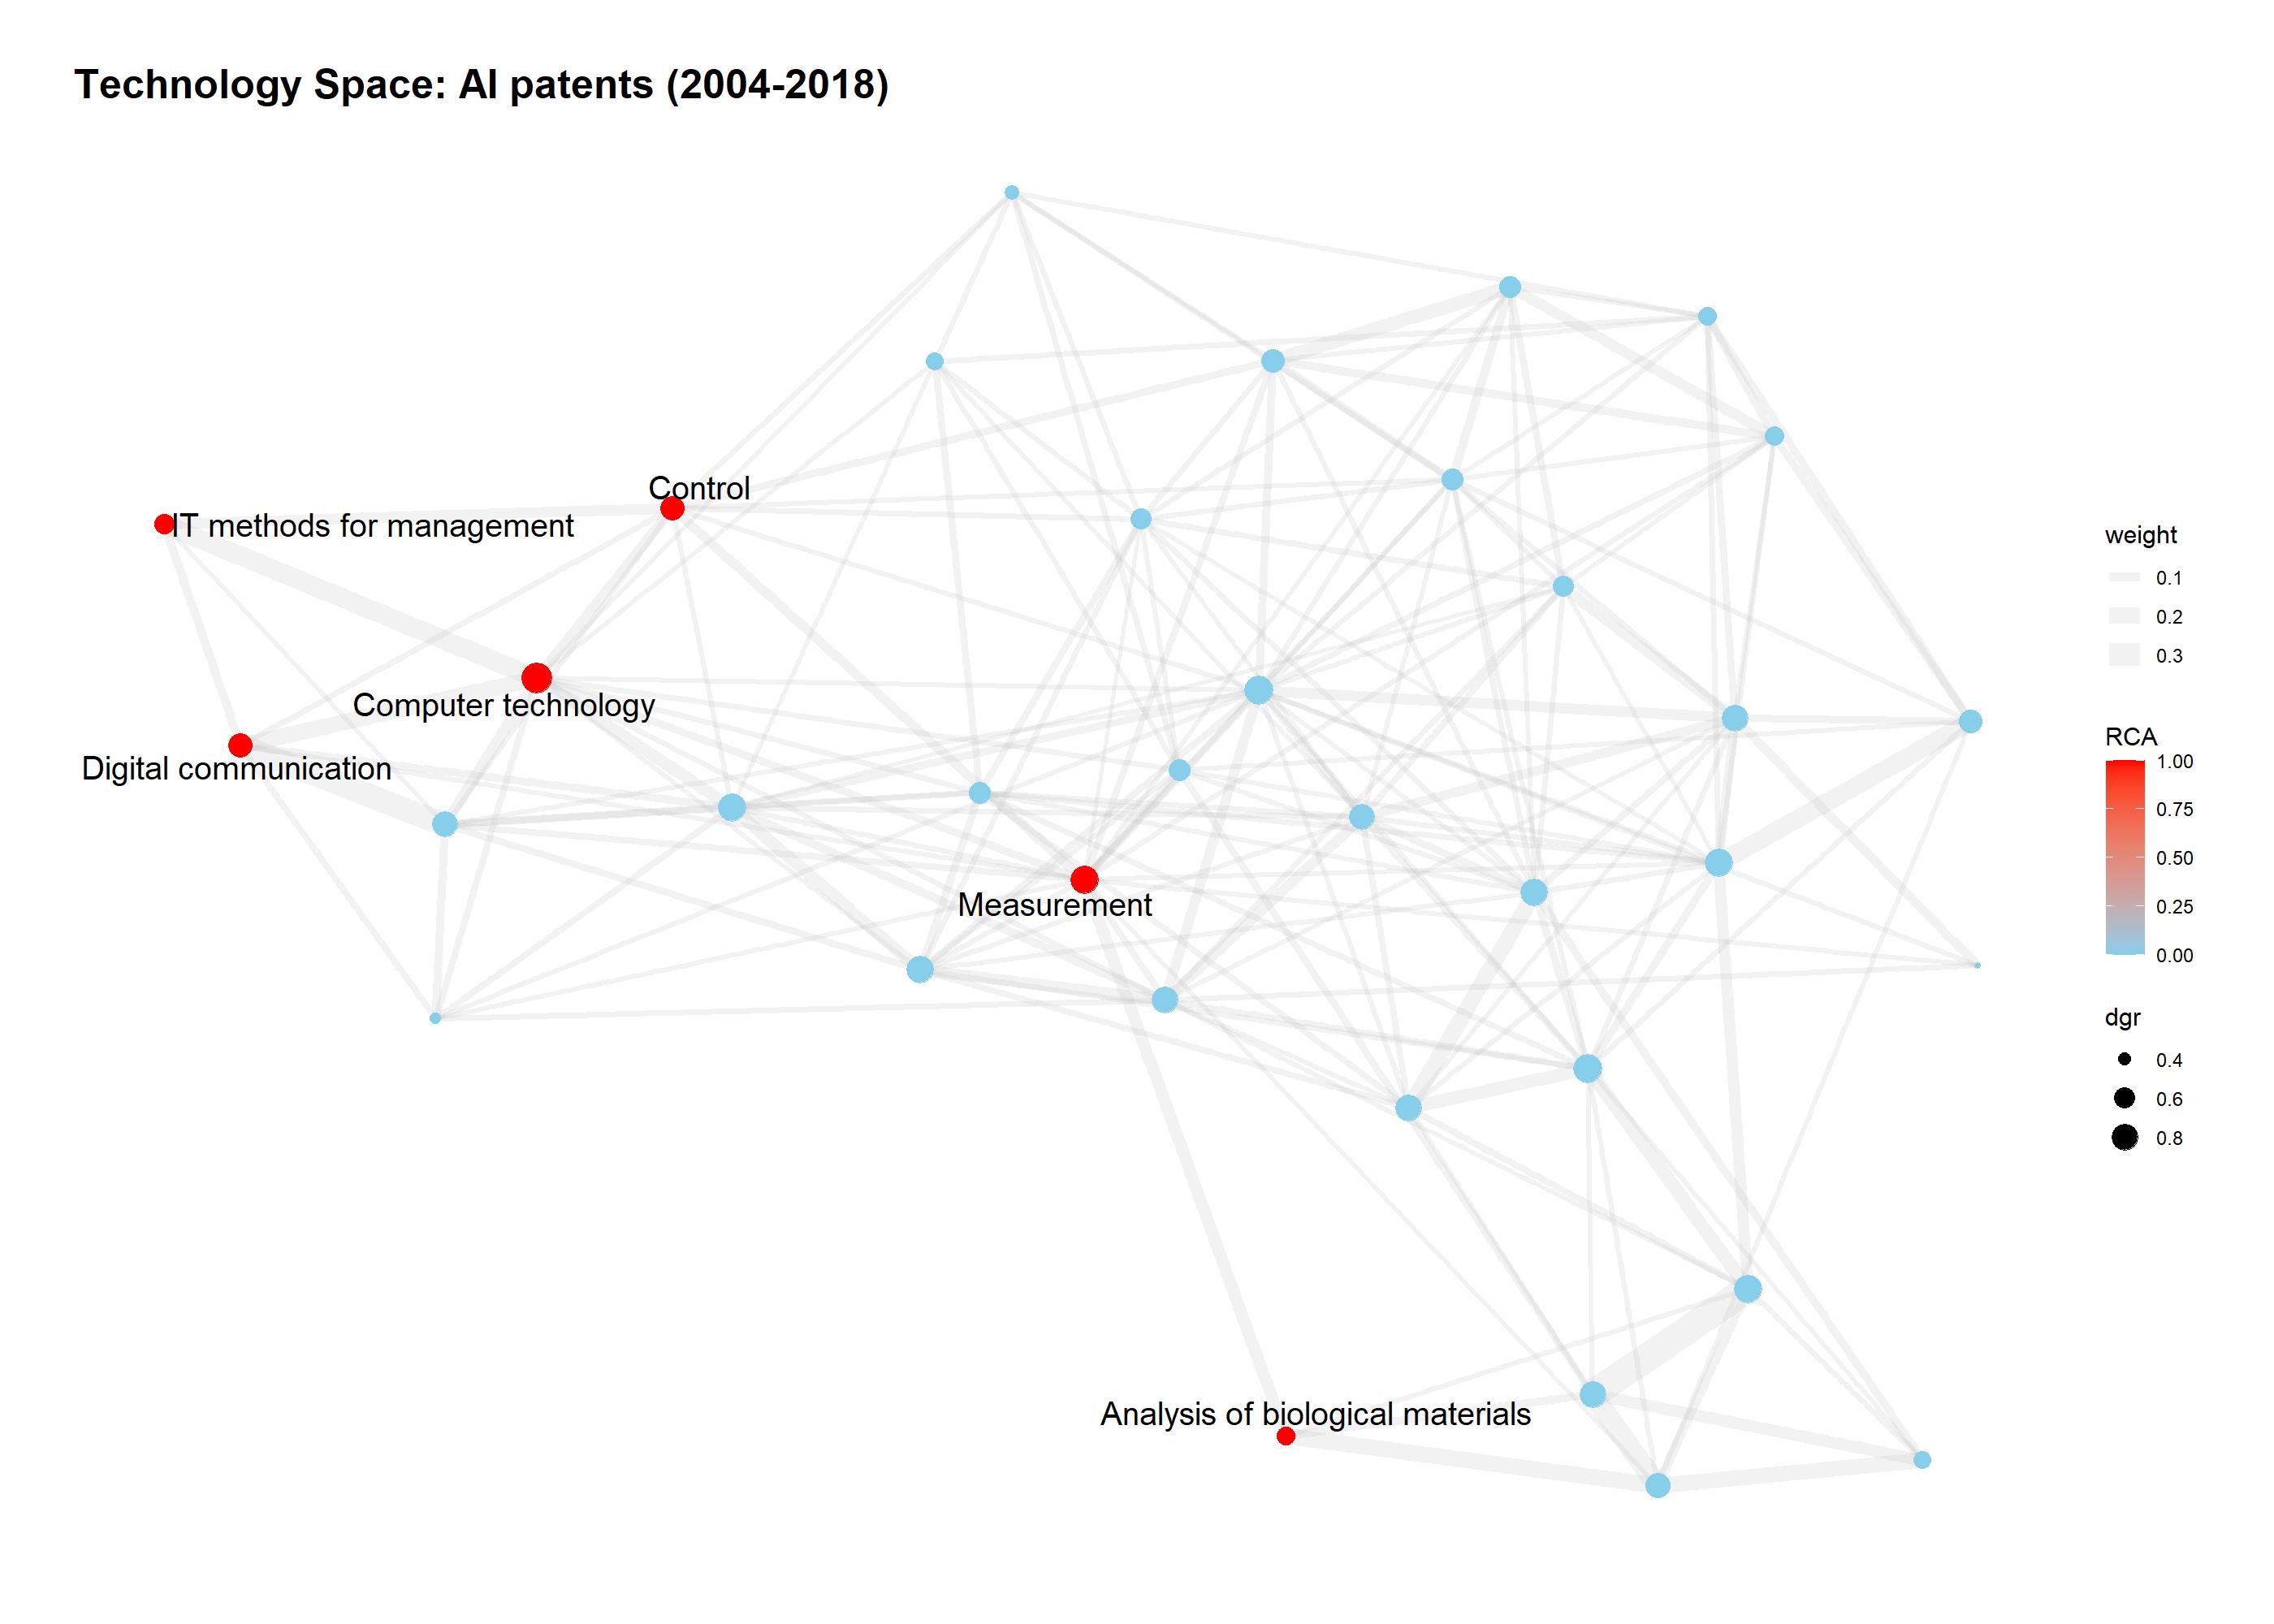 Technology Space: AI patents (2004-2018)
Control
IT methods for management
Computer technology
Digital communication
Measurement
Analysis of biological materials
weight
0.1
0.2
0.3
RCA
1.00
0.75
0.50
0.25
0.00
dgr
0.4
0.6
0.8